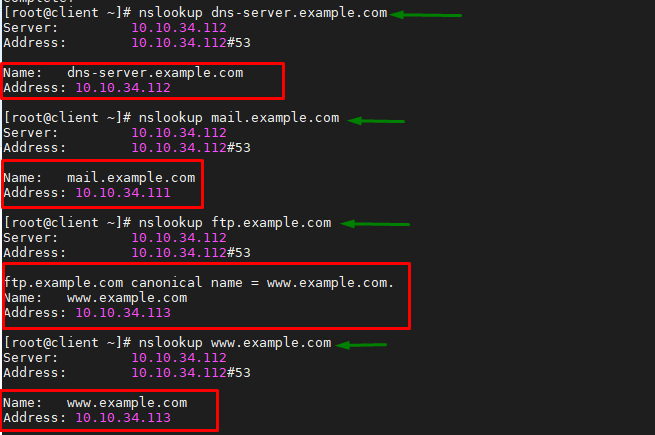 [root@client ~]# nslookup dns-server.example.com
Server: 10.10.34.112
Address: 10.10.34.112#53
Name: dns-server.example.com
Address: 10.10.34.112
[root@client ~]# nslookup mail.example.com
Server: 10.10.34.112
Address: 10.10.34.112#53
Name: mail.example.com
Address: 10.10.34.111
[root@client ~]# nslookup ftp.example.com
Server: 10.10.34.112
Address: 10.10.34.112#53
ftp.example.com canonical name = www.example.com.
Name: www.example.com
Address: 10.10.34.113
[root@client ~]# nslookup www.example.com
Server: 10.10.34.112
Address: 10.10.34.112#53
Name: www.example.com
Address: 10.10.34.113